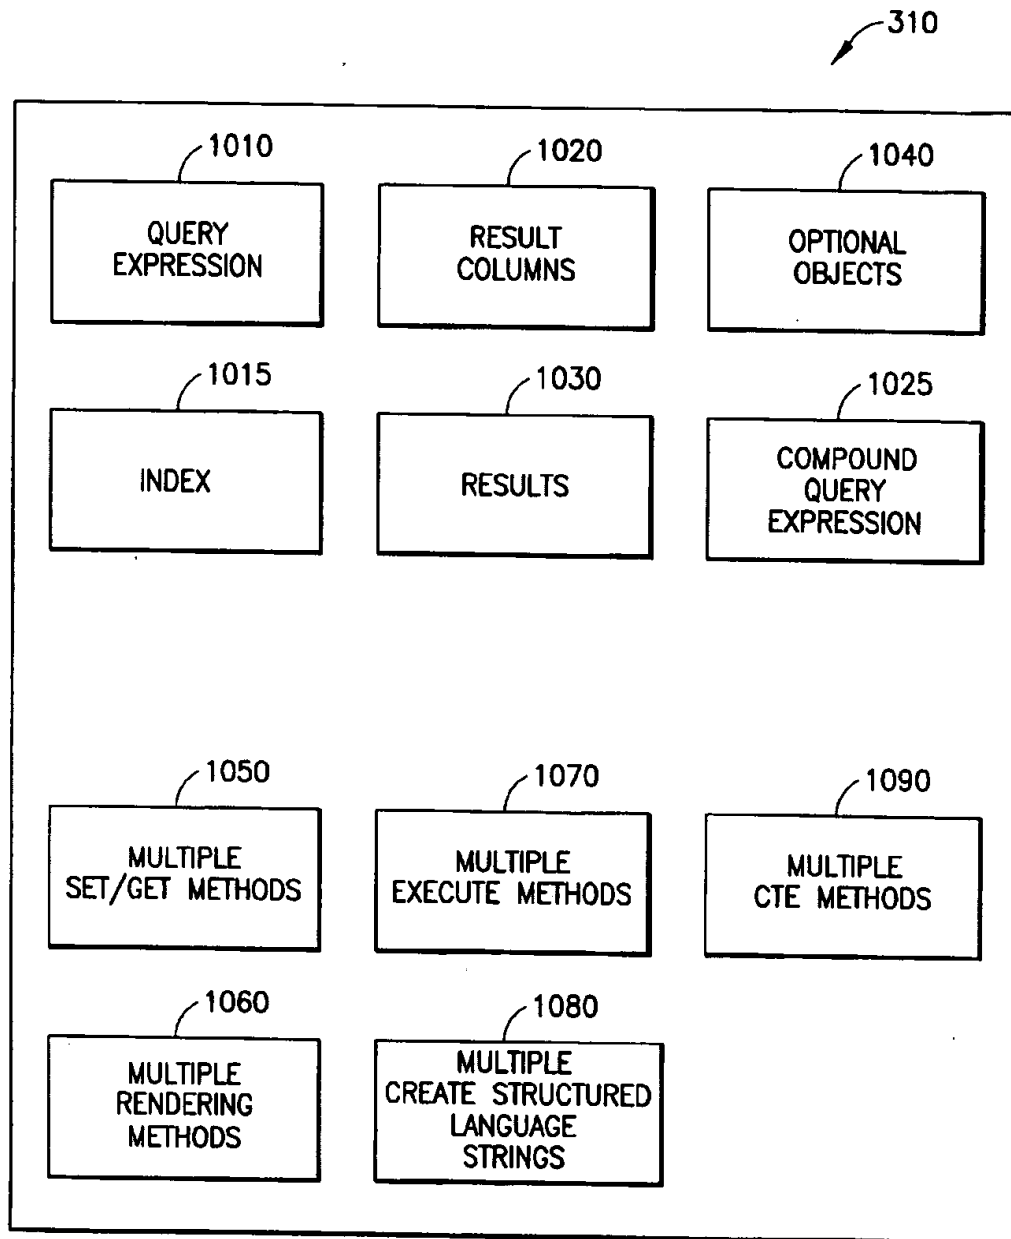 310
1010
QUERY
EXPRESSION
1020
RESULT
COLUMNS
1040
OPTIONAL
OBJECTS
1015
INDEX
1030
RESULTS
1025
COMPOUND
QUERY
EXPRESSION
1050
MULTIPLE
SET/GET METHODS
1070
MULTIPLE
EXECUTE METHODS
1090
MULTIPLE
CTE METHODS
1060
MULTIPLE
RENDERING
METHODS
1080
MULTIPLE
CREATE STRUCTURED
LANGUAGE
STRINGS